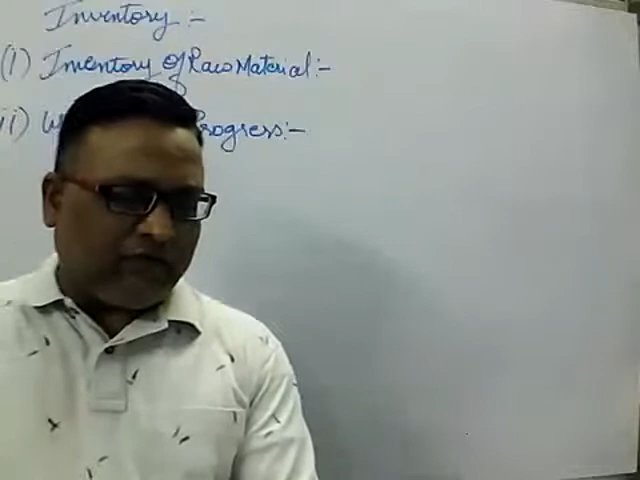 Inventory :-
(i) Inventory of Raw Material :-
ii) Progress :-